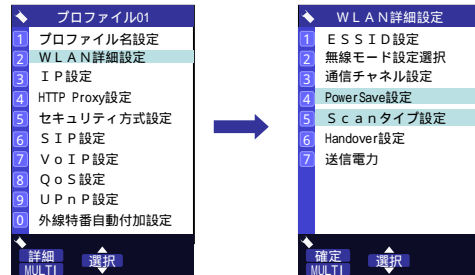 プロファイル01
1 プロファイル名設定
2 ＷＬＡＮ詳細設定
3 ＩＰ設定
4 HTTP Proxy設定
5 セキュリティ方式設定
6 ＳＩＰ設定
7 ＶｏＩＰ設定
8 ＱｏＳ設定
9 ＵＰｎＰ設定
0 外線特番自動付加設定
詳細 選択
MULTI
ＷＬＡＮ詳細設定
1 ＥＳＳＩＤ設定
2 無線モード設定選択
3 通信チャネル設定
4 PowerSave設定
5 Ｓｃａｎタイプ設定
6 Handover設定
7 送信電力
確定 選択
MULTI